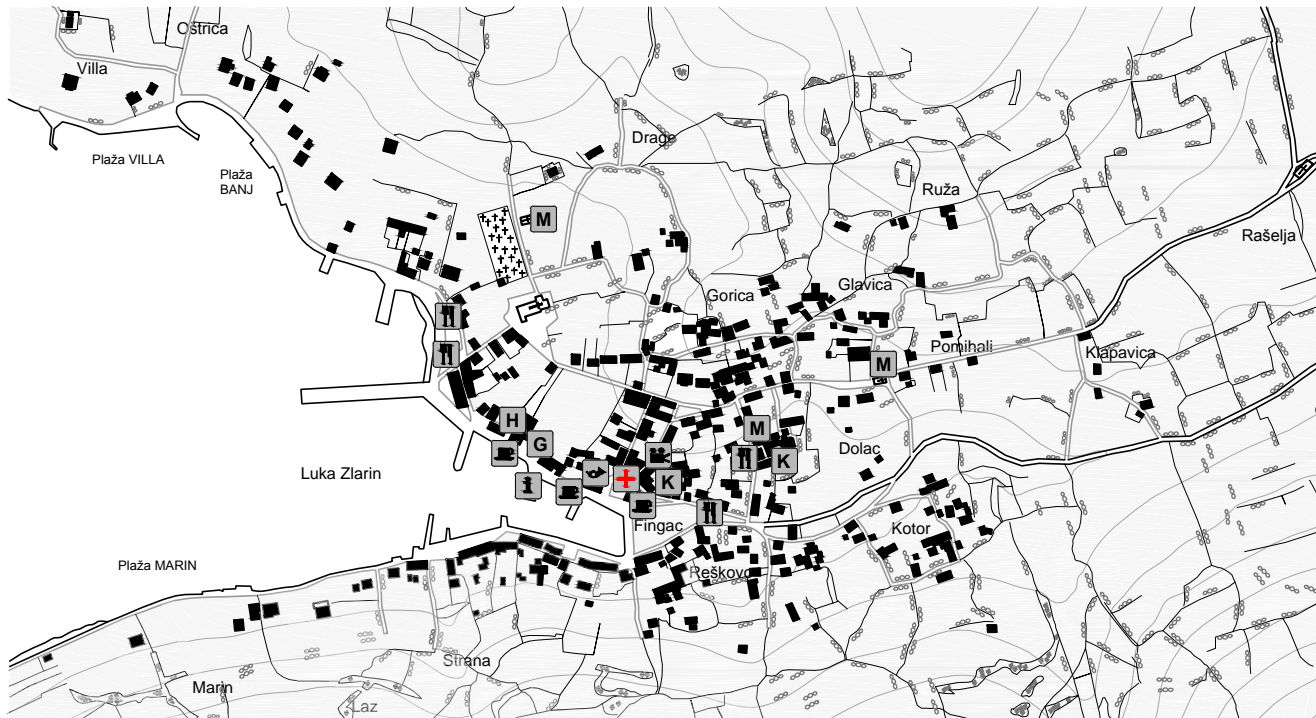 Oštrica
Villa
Plaža VILLA
Plaža
BANJ
Drage
Ruža
Rašelja
M
Gorica
Glavica
Pomihali
Klapavica
M
H
G
M
K
K
Dolac
Luka Zlarin
Fingac
Kotor
Reškovo
Plaža MARIN
Strana
Marin
Laz